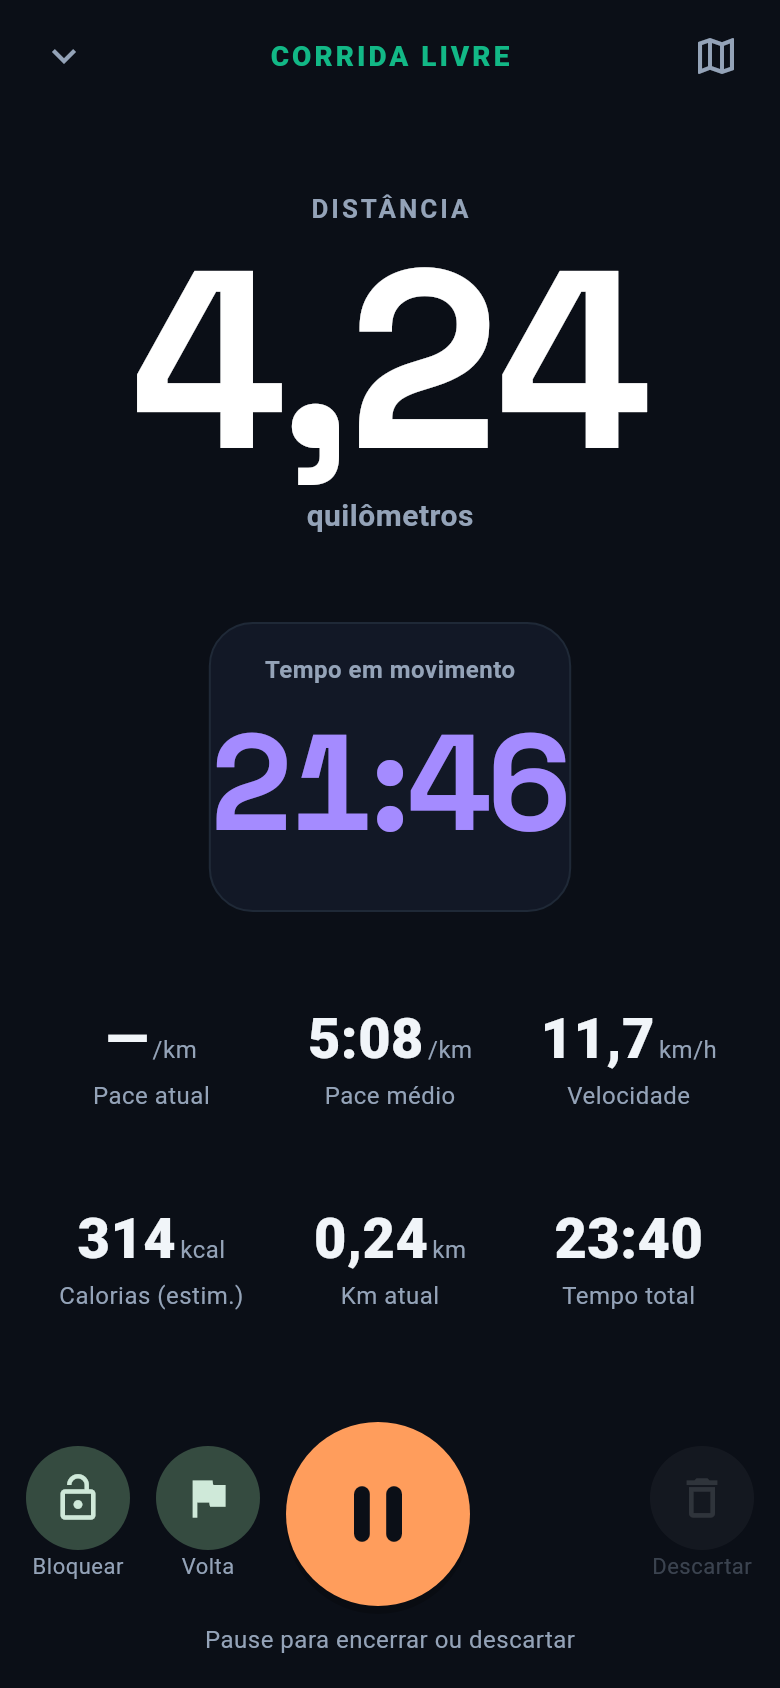 CORRIDA LIVRE
DISTÂNCIA
4,24
quilômetros
Tempo em movimento
21:46
—/km
Pace atual
5:08 /km
Pace médio
11,7 km/h
Velocidade
314 kcal
Calorias (estim.)
0,24 km
Km atual
23:40
Tempo total
Bloquear
Volta
Descartar
Pause para encerrar ou descartar